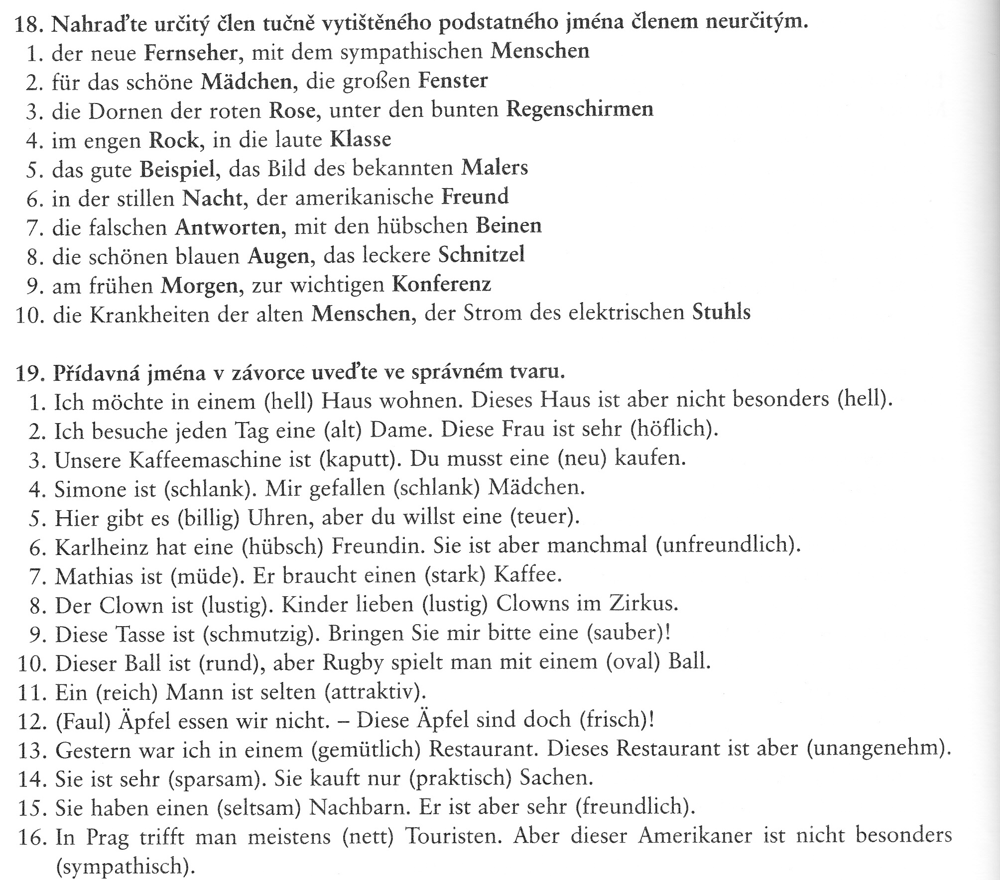 18. Nahraďte určitý člen tučně vytištěného podstatného jména členem neurčitým.
1. der neue Fernseher, mit dem sympathischen Menschen
2. für das schöne Mädchen, die großen Fenster
3. die Dornen der roten Rose, unter den bunten Regenschirmen
4. im engen Rock, in die laute Klasse
5. das gute Beispiel, das Bild des bekannten Malers
6. in der stillen Nacht, der amerikanische Freund
7. die falschen Antworten, mit den hübschen Beinen
8. die schönen blauen Augen, das leckere Schnitzel
9. am frühen Morgen, zur wichtigen Konferenz
10. die Krankheiten der alten Menschen, der Strom des elektrischen Stuhls
19. Přídavná jména v závorce uveďte ve správném tvaru.
1. Ich möchte in einem (hell) Haus wohnen. Dieses Haus ist aber nicht besonders (hell).
2. Ich besuche jeden Tag eine (alt) Dame. Diese Frau ist sehr (höflich).
3. Unsere Kaffeemaschine ist (kaputt). Du musst eine (neu) kaufen.
4. Simone ist (schlank). Mir gefallen (schlank) Mädchen.
5. Hier gibt es (billig) Uhren, aber du willst eine (teuer).
6. Karlheinz hat eine (hübsch) Freundin. Sie ist aber manchmal (unfreundlich).
7. Mathias ist (müde). Er braucht einen (stark) Kaffee.
8. Der Clown ist (lustig). Kinder lieben (lustig) Clowns im Zirkus.
9. Diese Tasse ist (schmutzig). Bringen Sie mir bitte eine (sauber)!
10. Dieser Ball ist (rund), aber Rugby spielt man mit einem (oval) Ball.
11. Ein (reich) Mann ist selten (attraktiv).
12. (Faul) Äpfel essen wir nicht. – Diese Äpfel sind doch (frisch)!
13. Gestern war ich in einem (gemütlich) Restaurant. Dieses Restaurant ist aber (unangenehm).
14. Sie ist sehr (sparsam). Sie kauft nur (praktisch) Sachen.
15. Sie haben einen (seltsam) Nachbarn. Er ist aber sehr (freundlich).
16. In Prag trifft man meistens (nett) Touristen. Aber dieser Amerikaner ist nicht besonders
(sympathisch).